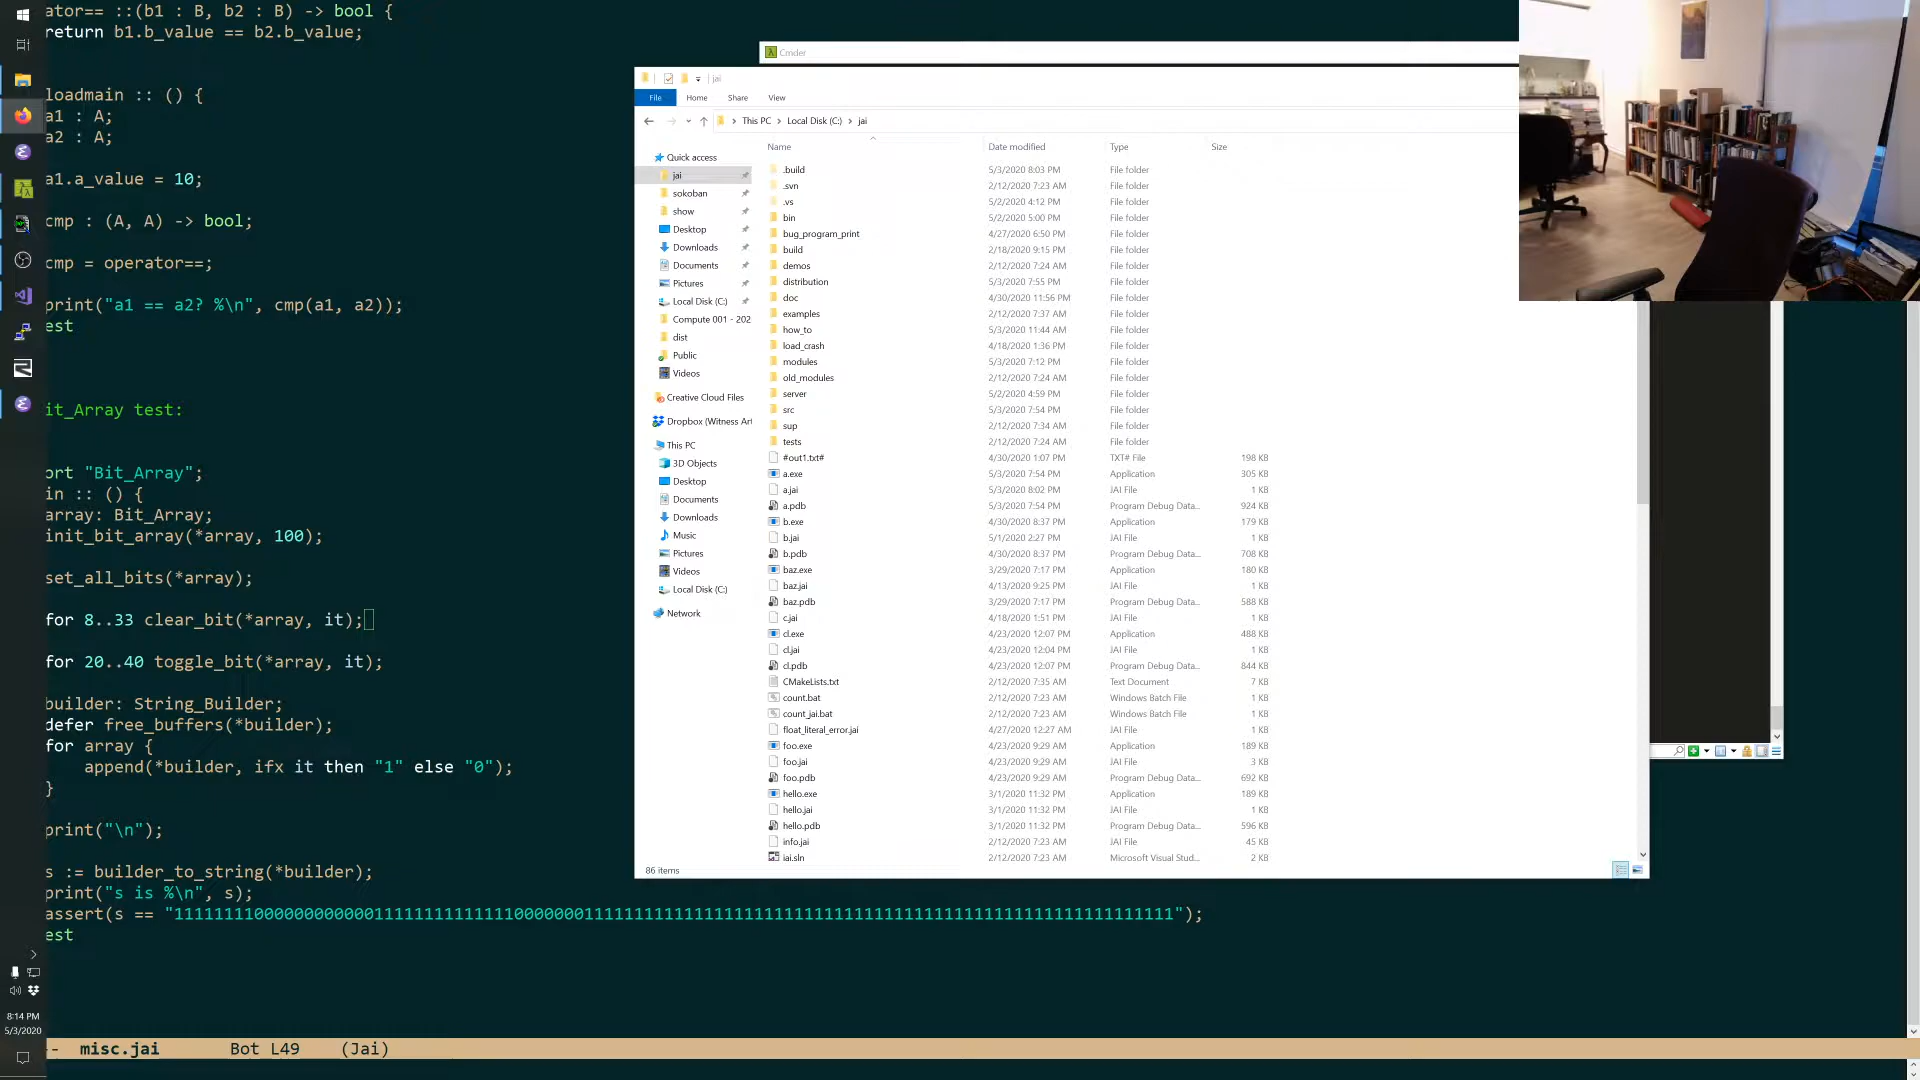 ator== ::(b1 : B, b2 : B) -> bool {
return b1.b_value == b2.b_value;
loadmain :: () {
a1 : A;
a2 : A;
a1.a_value = 10;
cmp : (A, A) -> bool;
cmp = operator==;
print("a1 == a2? %\n", cmp(a1, a2));
est
it_Array test:
ort "Bit_Array";
in :: () {
array: Bit_Array;
init_bit_array(*array, 100);
set_all_bits(*array);
for 8..33 clear_bit(*array, it);
for 20..40 toggle_bit(*array, it);
builder: String_Builder;
defer free_buffers(*builder);
for array {
append(*builder, ifx it then "1" else "0");
}
print("\n");
s := builder_to_string(*builder);
print("s is %\n", s);
est
-- misc.jai Bot L49 (Jai)
8:14 PM
5/3/2020
Cmder
jai
File Home Share View
This PC > Local Disk (C:) > jai
Quick access
jai
sokoban
show
Desktop
Downloads
Documents
Pictures
Local Disk (C:)
Compute 001 - 202
dist
Public
Videos
Creative Cloud Files
Dropbox (Witness Art
This PC
3D Objects
Desktop
Documents
Downloads
Music
Pictures
Videos
Local Disk (C:)
Network
Name Date modified Type Size
.build 5/3/2020 8:03 PM File folder
.svn 2/12/2020 7:23 AM File folder
.vs 5/2/2020 4:12 PM File folder
bin 5/2/2020 5:00 PM File folder
bug_program_print 4/27/2020 6:50 PM File folder
build 2/18/2020 9:15 PM File folder
demos 2/12/2020 7:24 AM File folder
distribution 5/3/2020 7:55 PM File folder
doc 4/30/2020 11:56 PM File folder
examples 2/12/2020 7:37 AM File folder
how_to 5/3/2020 11:44 AM File folder
load_crash 4/18/2020 1:36 PM File folder
modules 5/3/2020 7:12 PM File folder
old_modules 2/12/2020 7:24 AM File folder
server 5/2/2020 4:59 PM File folder
src 5/3/2020 7:54 PM File folder
sup 2/12/2020 7:34 AM File folder
tests 2/12/2020 7:24 AM File folder
#out1.txt# 4/30/2020 1:07 PM TXT# File 198 KB
a.exe 5/3/2020 7:54 PM Application 305 KB
a.jai 5/3/2020 8:02 PM JAI File 1 KB
a.pdb 5/3/2020 7:54 PM Program Debug Data... 924 KB
b.exe 4/30/2020 8:37 PM Application 179 KB
b.jai 5/1/2020 2:27 PM JAI File 1 KB
b.pdb 4/30/2020 8:37 PM Program Debug Data... 708 KB
baz.exe 3/29/2020 7:17 PM Application 180 KB
baz.jai 4/13/2020 9:25 PM JAI File 1 KB
baz.pdb 3/29/2020 7:17 PM Program Debug Data... 588 KB
c.jai 4/18/2020 1:51 PM JAI File 1 KB
cl.exe 4/23/2020 12:07 PM Application 488 KB
cl.jai 4/23/2020 12:04 PM JAI File 1 KB
cl.pdb 4/23/2020 12:07 PM Program Debug Data... 844 KB
CMakeLists.txt 2/12/2020 7:35 AM Text Document 7 KB
count.bat 2/12/2020 7:23 AM Windows Batch File 1 KB
count_jai.bat 2/12/2020 7:23 AM Windows Batch File 1 KB
float_literal_error.jai 4/27/2020 12:27 AM JAI File 1 KB
foo.exe 4/23/2020 9:29 AM Application 189 KB
foo.jai 4/23/2020 9:29 AM JAI File 3 KB
foo.pdb 4/23/2020 9:29 AM Program Debug Data... 692 KB
hello.exe 3/1/2020 11:32 PM Application 189 KB
hello.jai 3/1/2020 11:32 PM JAI File 1 KB
hello.pdb 3/1/2020 11:32 PM Program Debug Data... 596 KB
info.jai 2/12/2020 7:23 AM JAI File 45 KB
jai.sln 2/12/2020 7:23 AM Microsoft Visual Stud... 2 KB
86 items